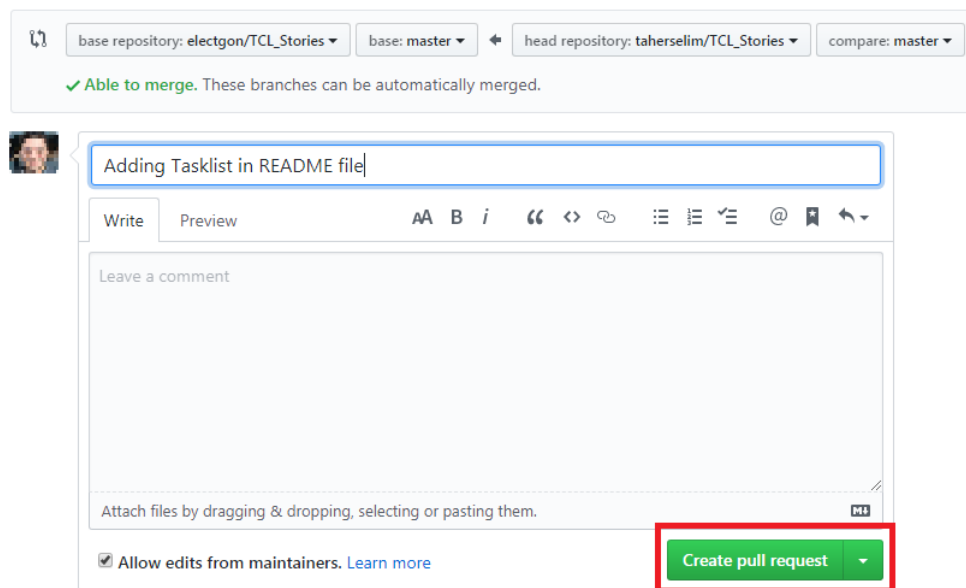 base repository: electgon/TCL_Stories base: master head repository: taherselim/TCL_Stories compare: master
Able to merge. These branches can be automatically merged.
Adding Tasklist in README file
Write Preview AA B i @
Leave a comment
Attach files by dragging & dropping, selecting or pasting them. M
Allow edits from maintainers. Learn more Create pull request